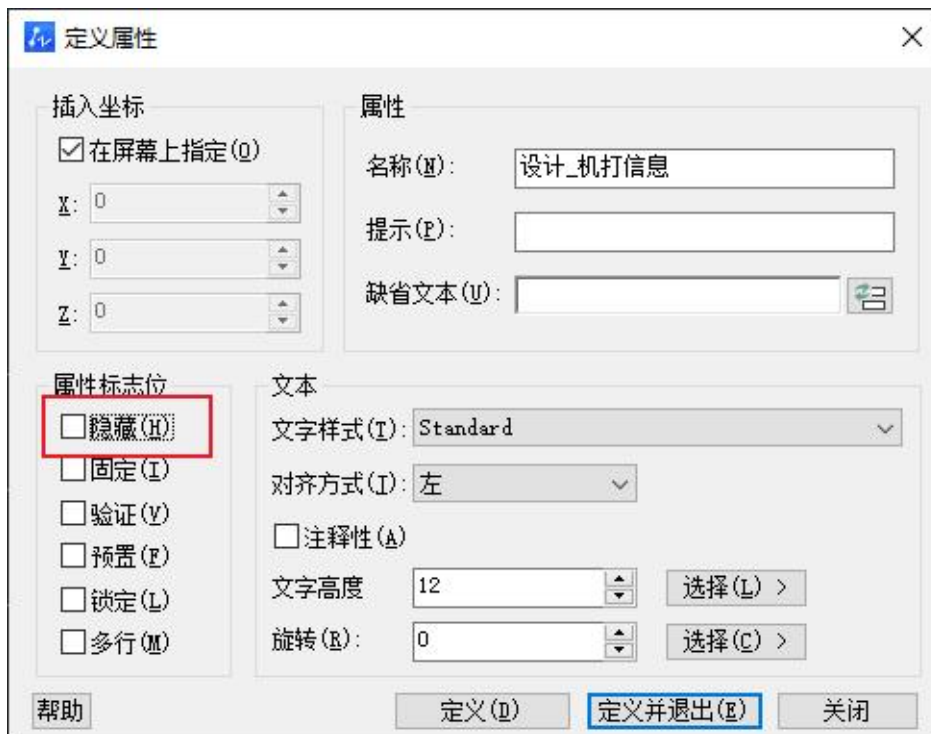 定义属性
插入坐标
在屏幕上指定(O)
X: 0
Y: 0
Z: 0
属性
名称(N): 设计_机打信息
提示(P):
缺省文本(U):
属性标志位
隐藏(H)
固定(I)
验证(V)
预置(F)
锁定(L)
多行(M)
文本
文字样式(T): Standard
对齐方式(I): 左
注释性(A)
文字高度 12 选择(L) >
旋转(R): 0 选择(C) >
帮助 定义(D) 定义并退出(E) 关闭